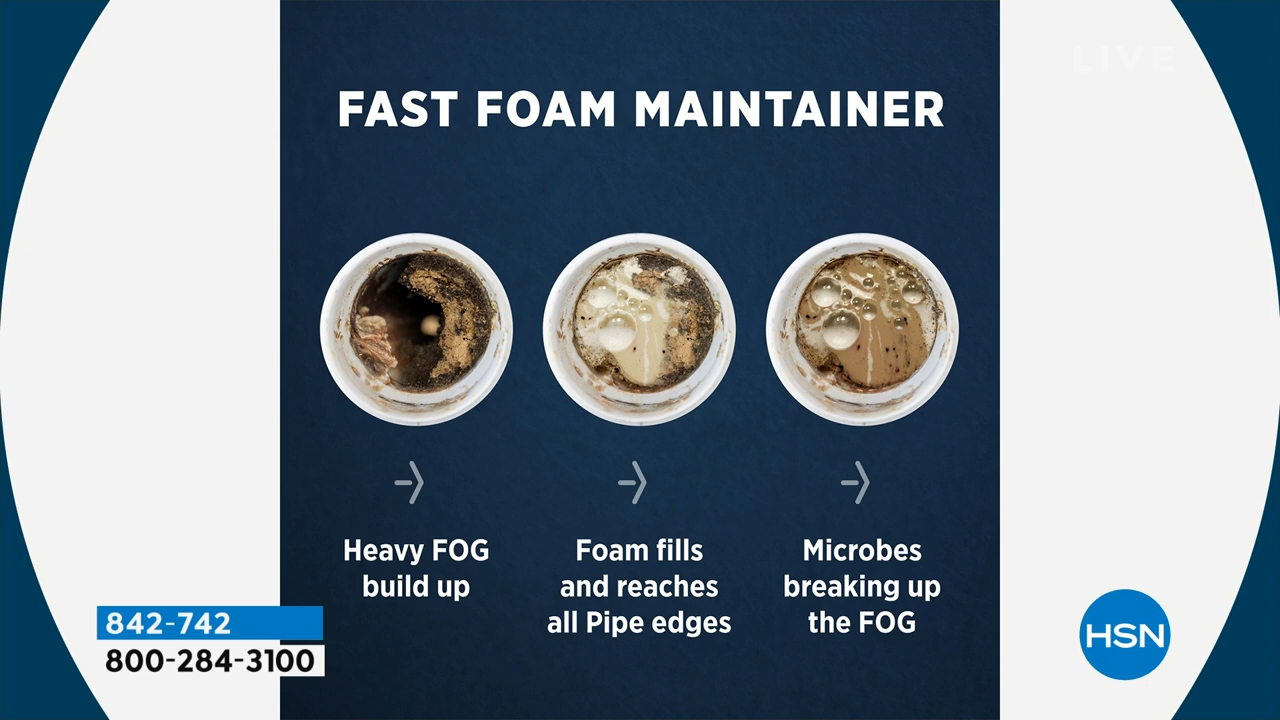 LIVE
FAST FOAM MAINTAINER
Heavy FOG
build up
Foam fills
and reaches
all Pipe edges
Microbes
breaking up
the FOG
842-742
800-284-3100
HSN